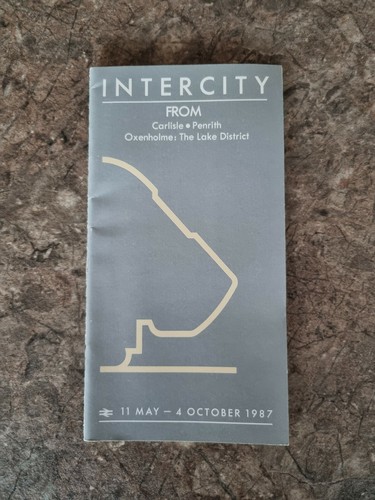 INTERCITY
FROM
Carlisle • Penrith
Oxenholme: The Lake District
11 MAY — 4 OCTOBER 1987